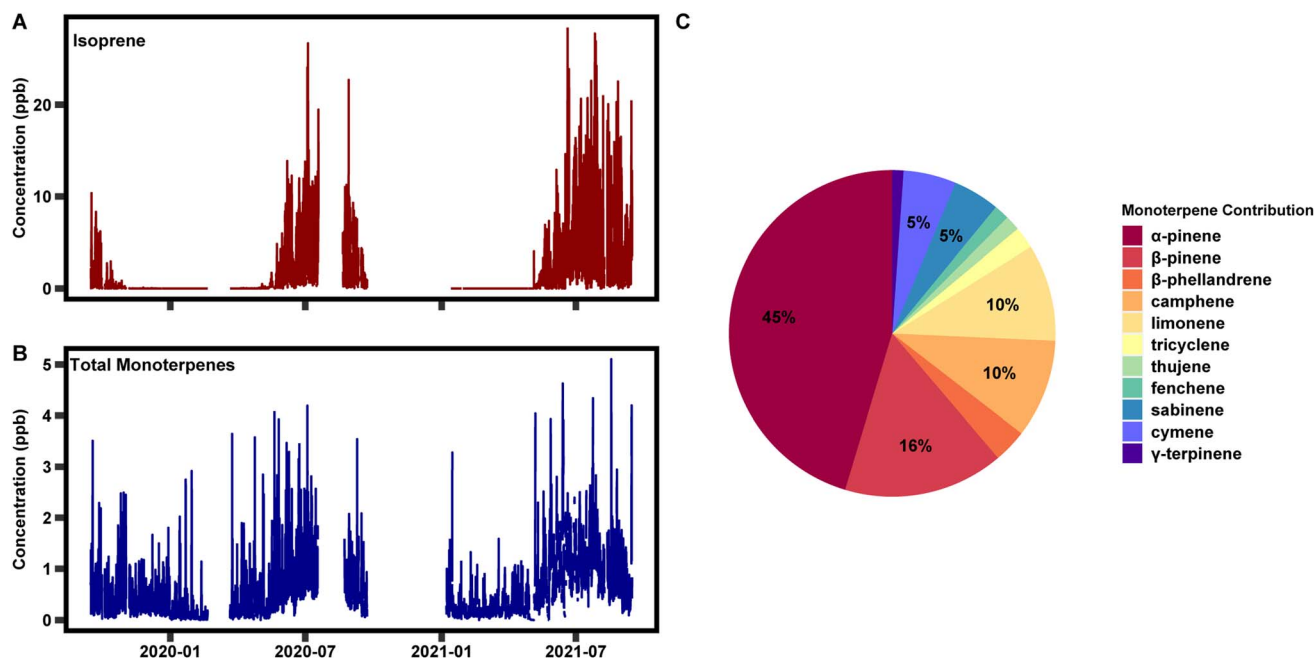 A
Isoprene
Concentration (ppb)
20
10
0
B
Total Monoterpenes
Concentration (ppb)
5
4
3
2
1
0
2020-01
2020-07
2021-01
2021-07
C
5%
5%
10%
10%
16%
45%
Monoterpene Contribution
α-pinene
β-pinene
β-phellandrene
camphene
limonene
tricyclene
thujene
fenchene
sabinene
cymene
γ-terpinene